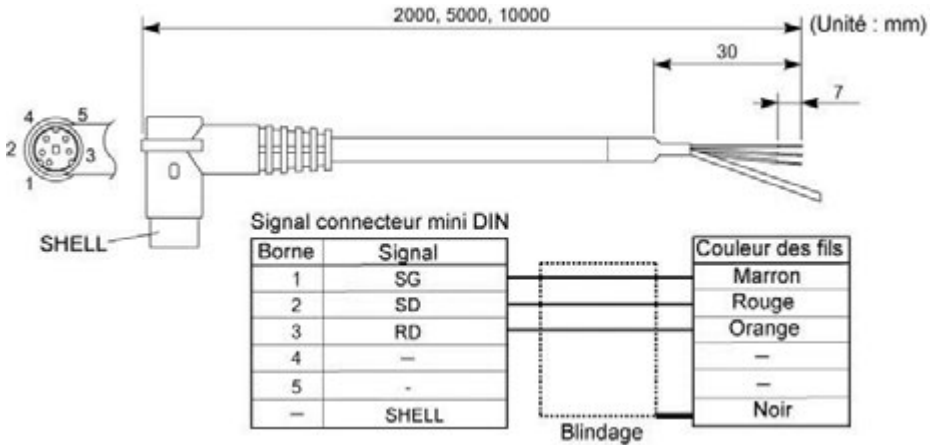 2000, 5000, 10000
(Unité : mm)
30
7
4 5
2 3
1
0
SHELL
Signal connecteur mini DIN
Borne Signal Couleur des fils
1 SG Marron
2 SD Rouge
3 RD Orange
4 — –
5 - –
— SHELL Noir
Blindage